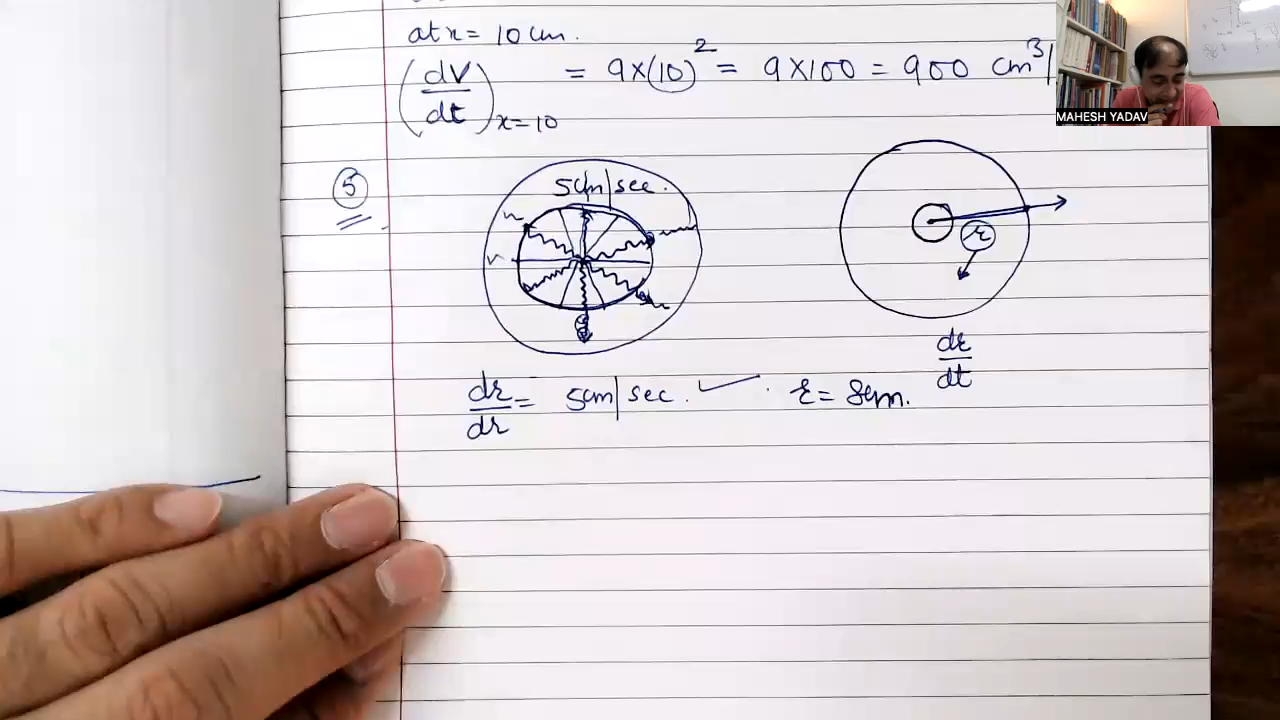 at x = 10 cm.
(dV/dt) x=10 = 9×(10)² = 9×100 = 900 cm³/
MAHESH YADAV
5
5cm/sec.
r
dr/dt
dr/dr = 5cm/sec. ✓. r = 8cm.